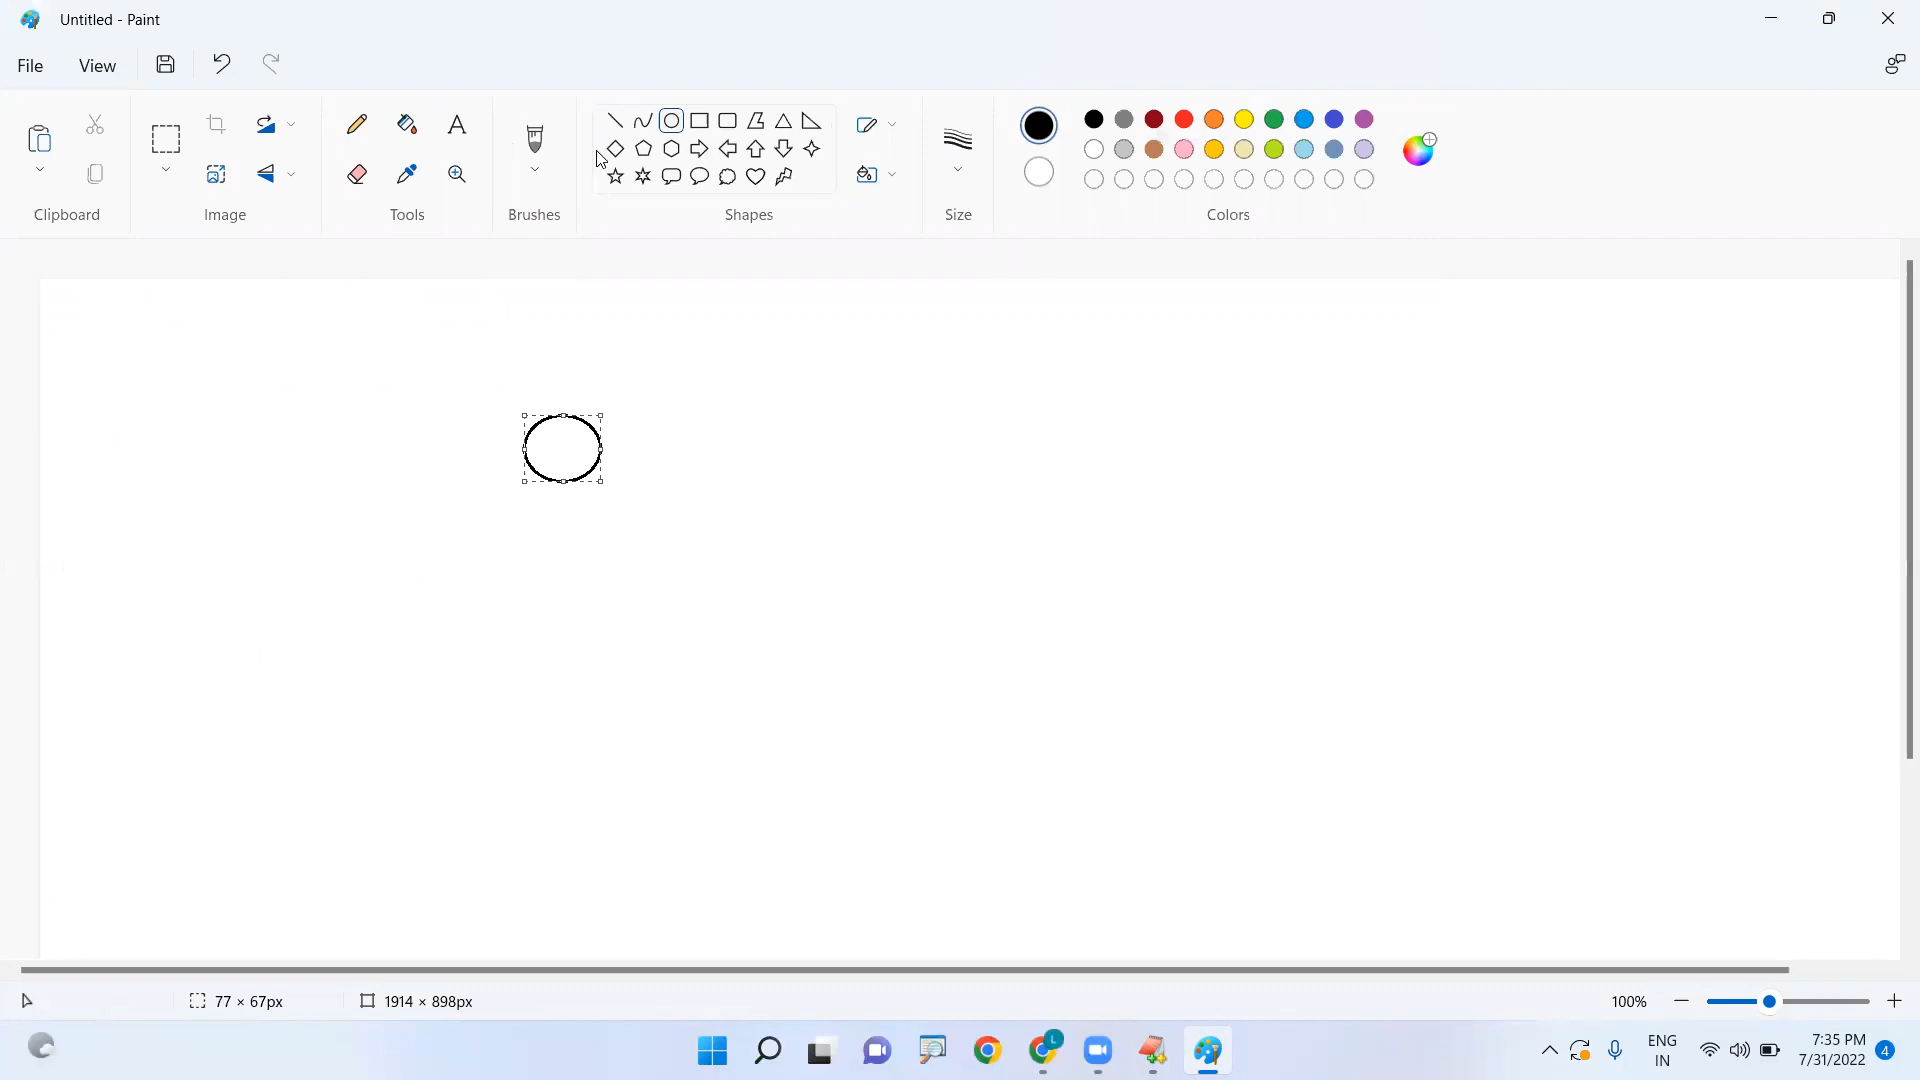 Untitled - Paint
File View
Clipboard
Image
Tools
Brushes
Shapes
Size
Colors
77 × 67px
1914 × 898px
100%
L
ENG
IN
7:35 PM
7/31/2022
4